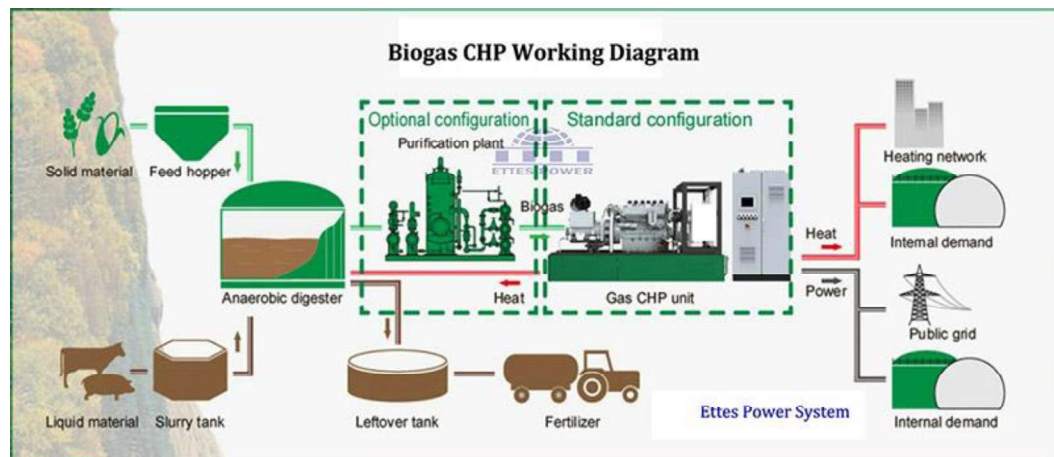 Biogas CHP Working Diagram
Optional configuration
Standard configuration
Purification plant
ETTES POWER
Solid material
Feed hopper
Biogas
Heating network
Heat
Internal demand
Anaerobic digester
Heat
Gas CHP unit
Power
Public grid
Liquid material
Slurry tank
Leftover tank
Fertilizer
Ettes Power System
Internal demand